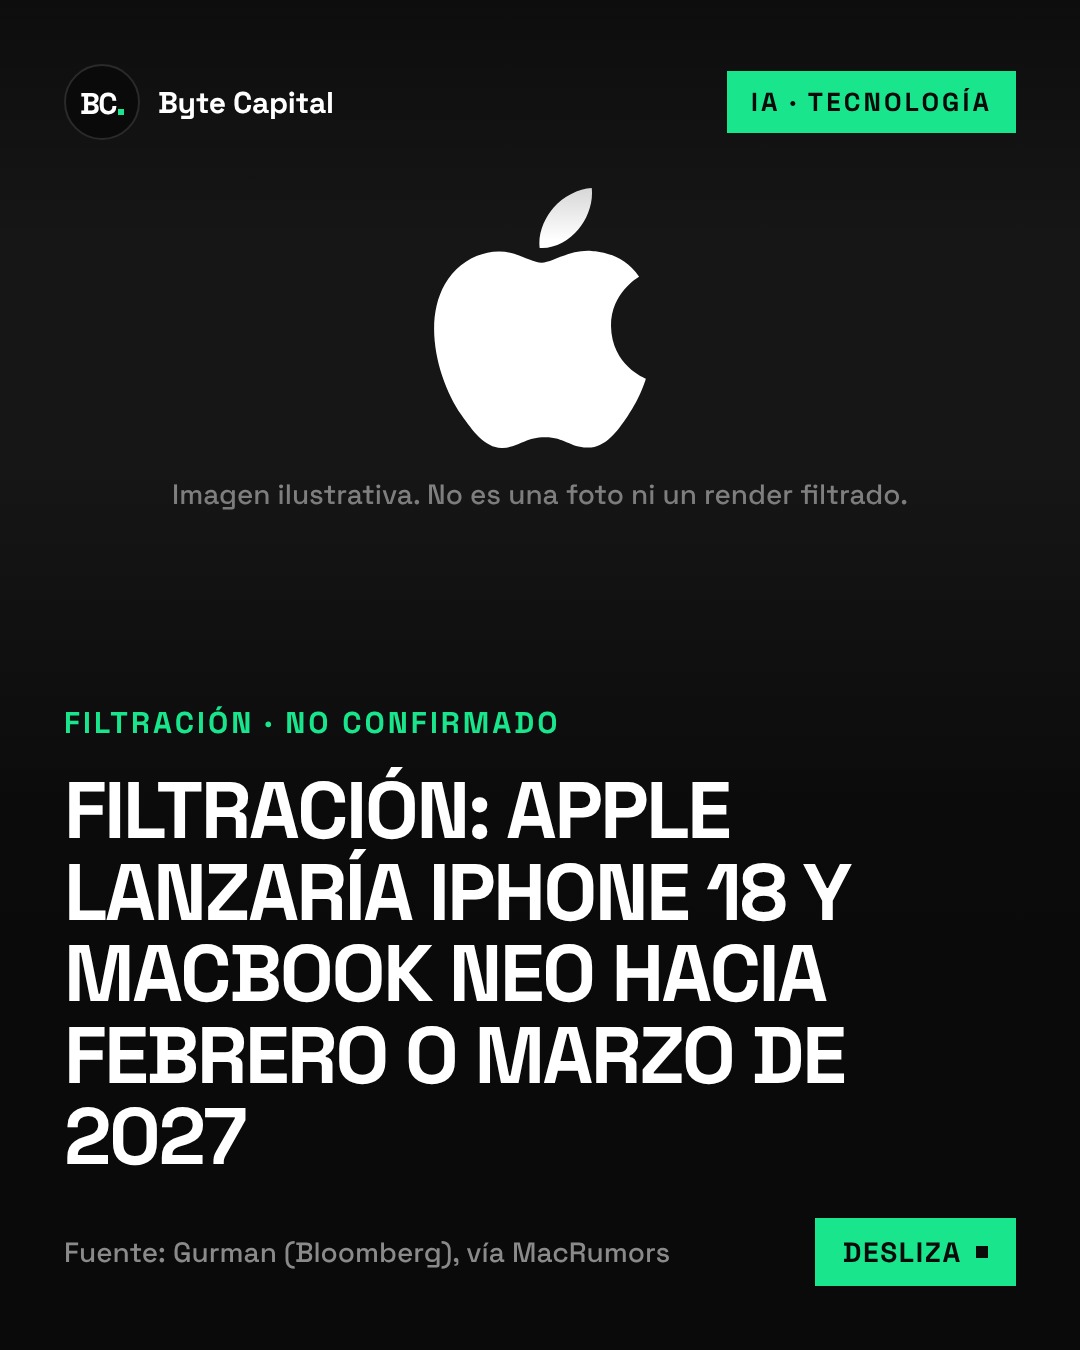 BC.
Byte Capital
IA · TECNOLOGÍA
Imagen ilustrativa. No es una foto ni un render filtrado.
FILTRACIÓN · NO CONFIRMADO
FILTRACIÓN: APPLE
LANZARÍA IPHONE 18 Y
MACBOOK NEO HACIA
FEBRERO O MARZO DE
2027
Fuente: Gurman (Bloomberg), vía MacRumors
DESLIZA